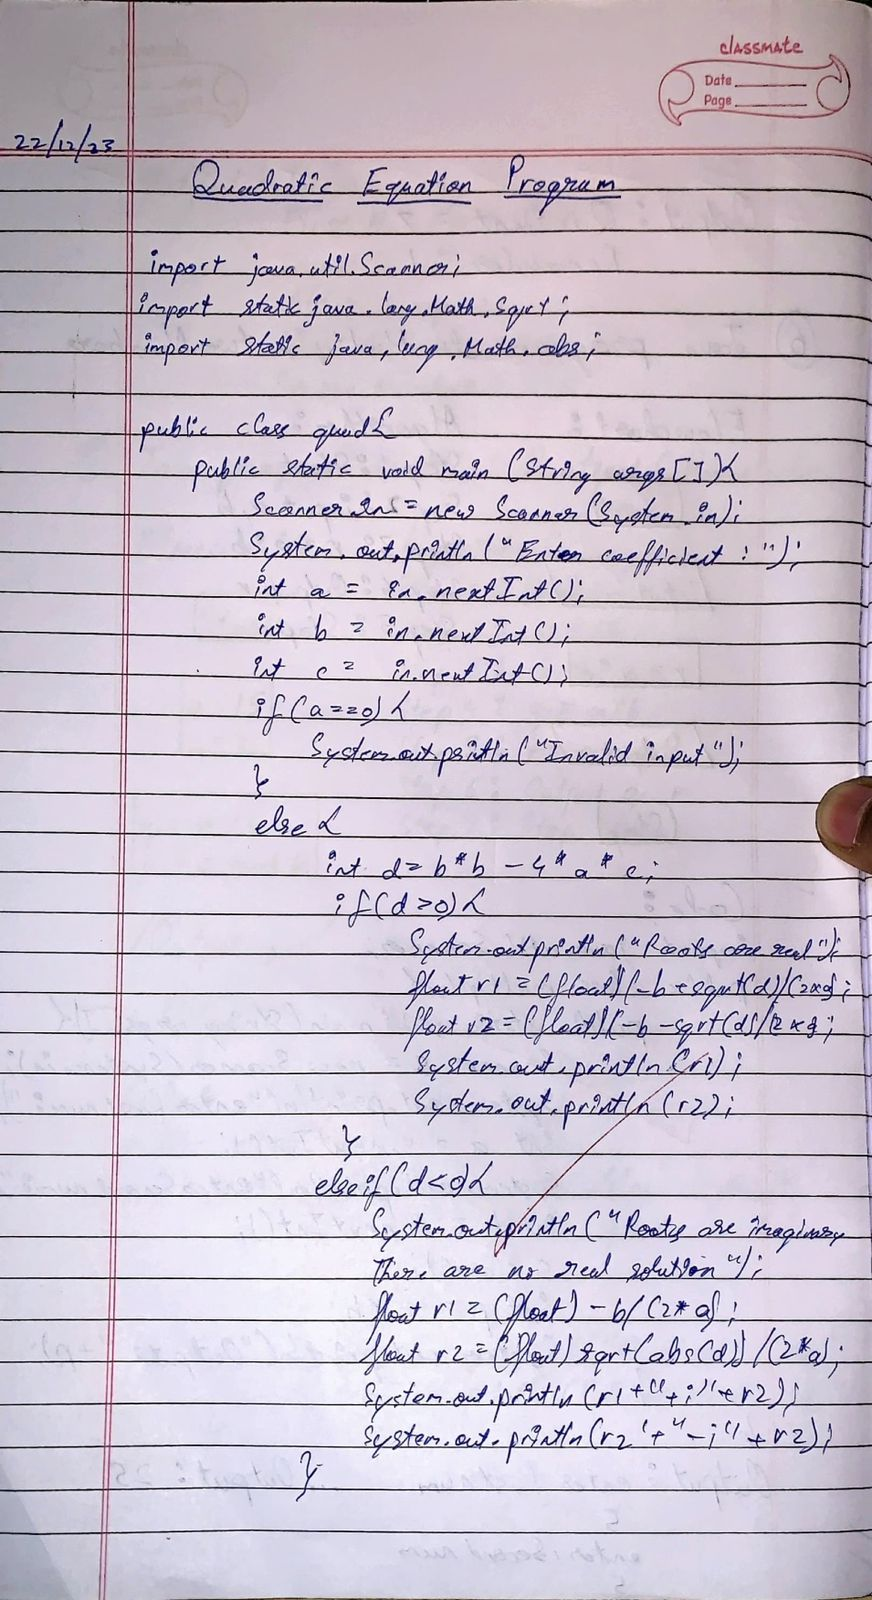 classmate
Date
Page
22/12/23
Quadratic Equation Program
import java.util.Scanner;
import static java.lang.Math.sqrt;
import static java.lang.Math.abs;
public class quad{
public static void main (String args[]){
Scanner in = new Scanner(System.in);
System.out.println("Enter coefficient : ");
int a = in.nextInt();
int b = in.nextInt();
int c = in.nextInt();
if(a==0){
System.out.println("Invalid input");
}
else{
int d= b*b - 4*a*c;
if(d>0){
System.out.println("Roots are real");
float r1 = (float)(-b+sqrt(d)/(2*a);
float r2 = (float)(-b-sqrt(d)/(2*a);
System.out.println(r1);
System.out.println(r2);
}
else if(d<0){
System.out.println("Roots are imaginary
There are no real solution");
float r1 = (float) -b/(2*a);
float r2 = (float) sqrt(abs(d))/(2*a);
System.out.println(r1+"+i"+r2);
System.out.println(r2+"-i"+r2);
}